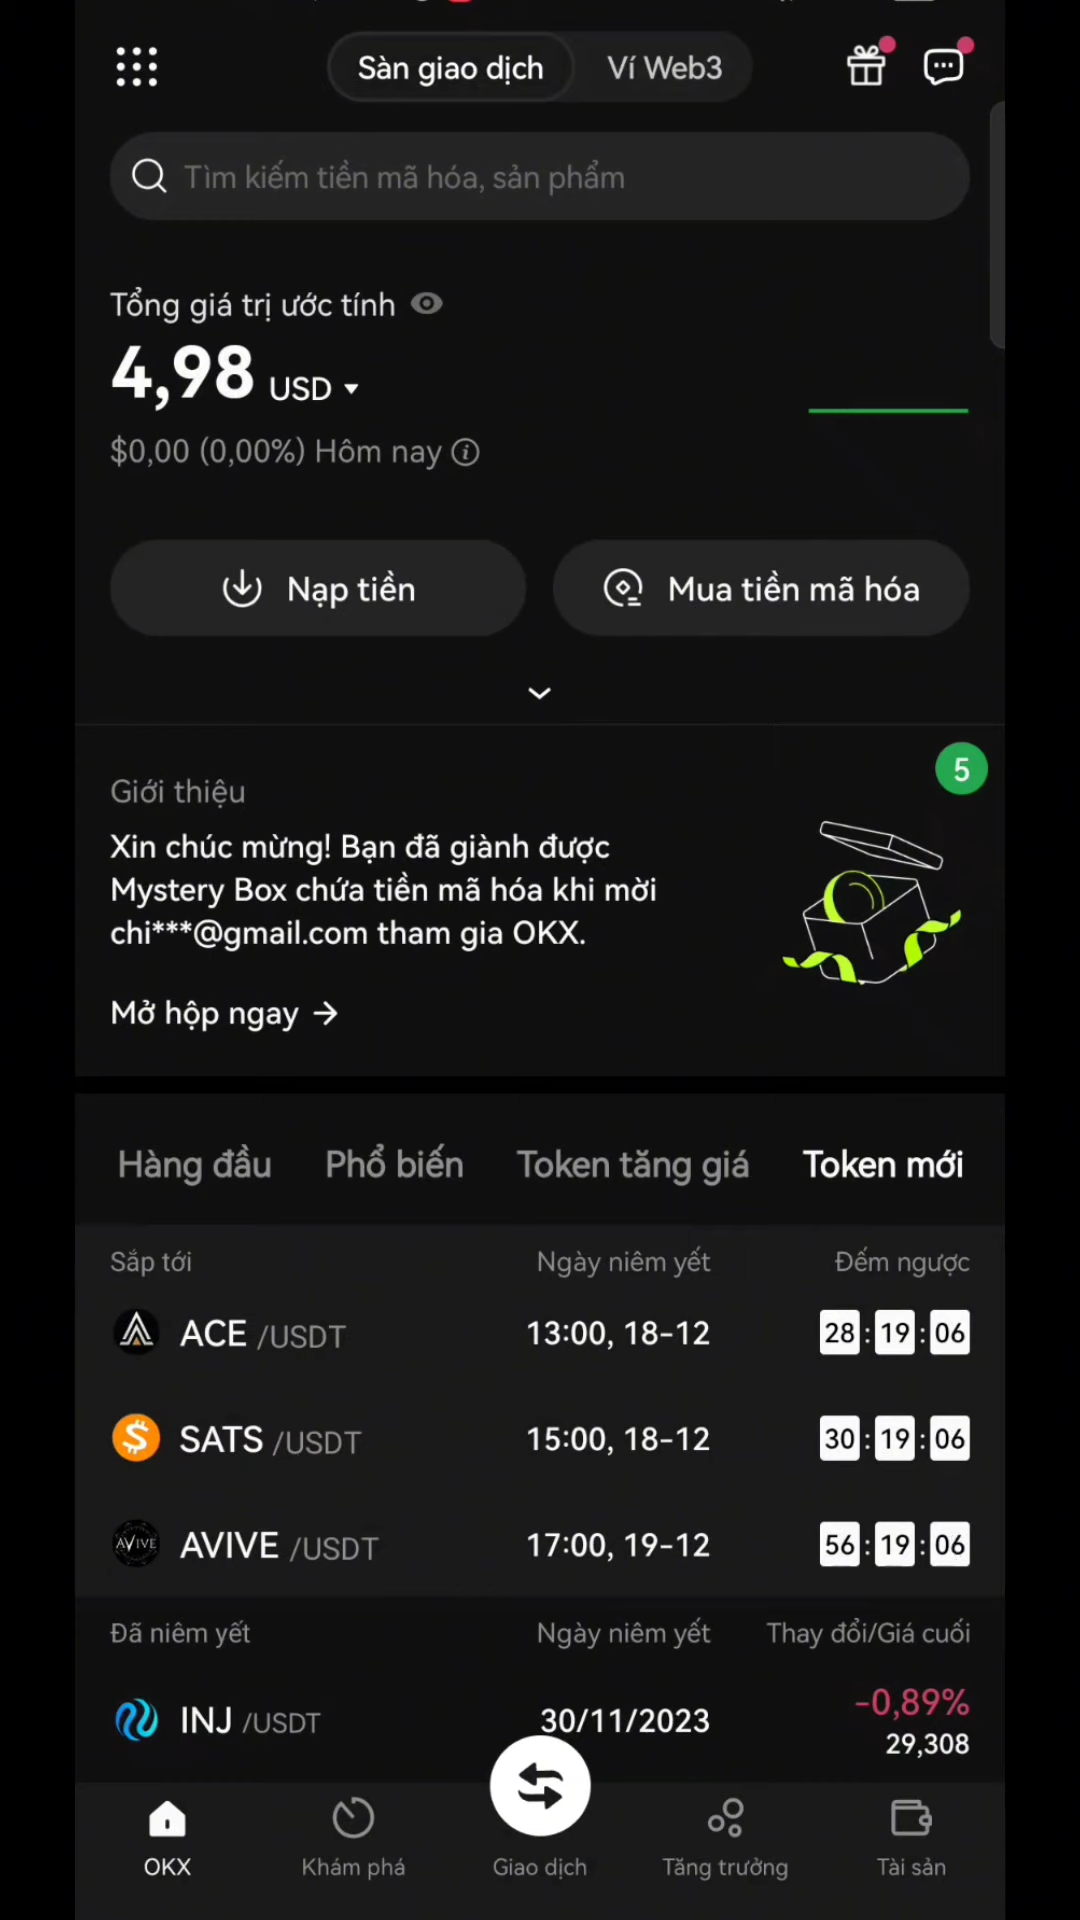 Sàn giao dịch
Ví Web3
Tìm kiếm tiền mã hóa, sản phẩm
Tổng giá trị ước tính
4,98 USD
$0,00 (0,00%) Hôm nay
Nạp tiền
Mua tiền mã hóa
5
Giới thiệu
Xin chúc mừng! Bạn đã giành được
Mystery Box chứa tiền mã hóa khi mời
chi***@gmail.com tham gia OKX.
Mở hộp ngay →
Hàng đầu Phổ biến Token tăng giá Token mới
Sắp tới Ngày niêm yết Đếm ngược
ACE /USDT 13:00, 18-12 28:19:06
SATS /USDT 15:00, 18-12 30:19:06
AVIVE AVIVE /USDT 17:00, 19-12 56:19:06
Đã niêm yết Ngày niêm yết Thay đổi/Giá cuối
INJ /USDT 30/11/2023 -0,89%
29,308
OKX Khám phá Giao dịch Tăng trưởng Tài sản